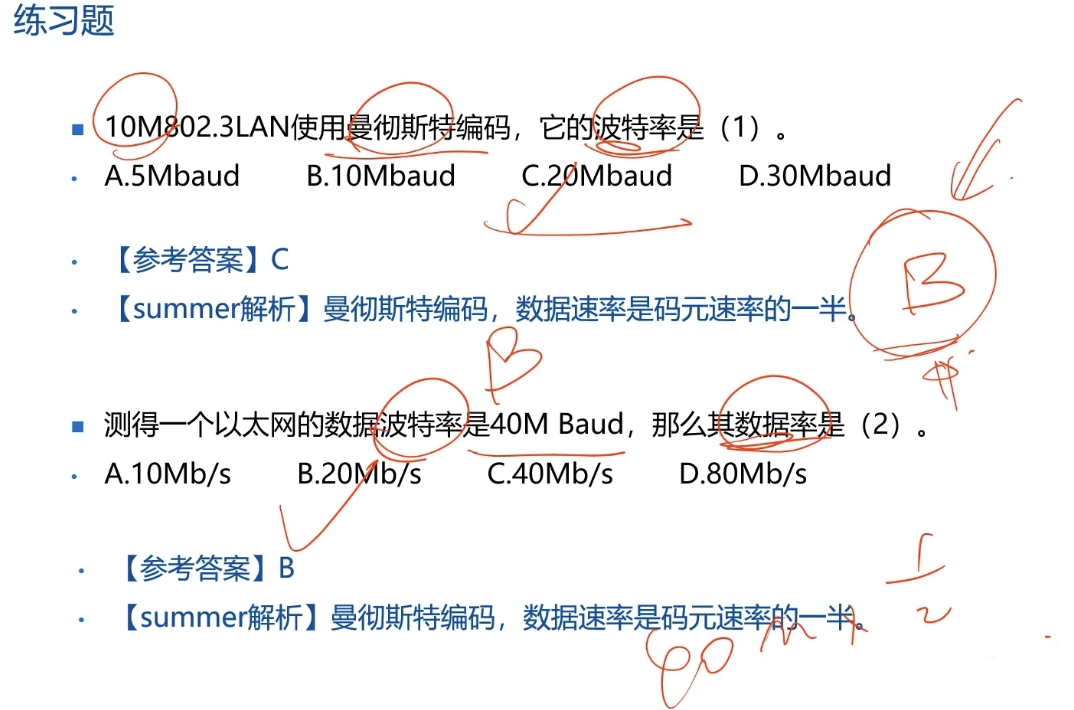 练习题
10M802.3LAN使用曼彻斯特编码，它的波特率是（1）。
A.5Mbaud B.10Mbaud C.20Mbaud D.30Mbaud
【参考答案】C
【summer解析】曼彻斯特编码，数据速率是码元速率的一半。
B
B
测得一个以太网的数据波特率是40M Baud，那么其数据率是（2）。
A.10Mb/s B.20Mb/s C.40Mb/s D.80Mb/s
【参考答案】B
【summer解析】曼彻斯特编码，数据速率是码元速率的一半。